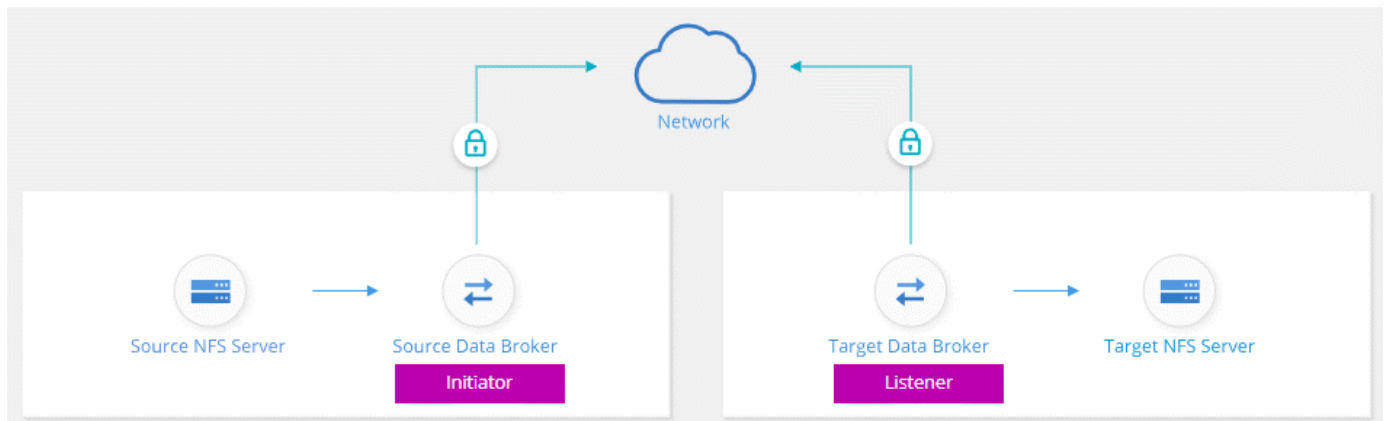 Network
Source NFS Server
Source Data Broker
Target Data Broker
Target NFS Server
Initiator
Listener